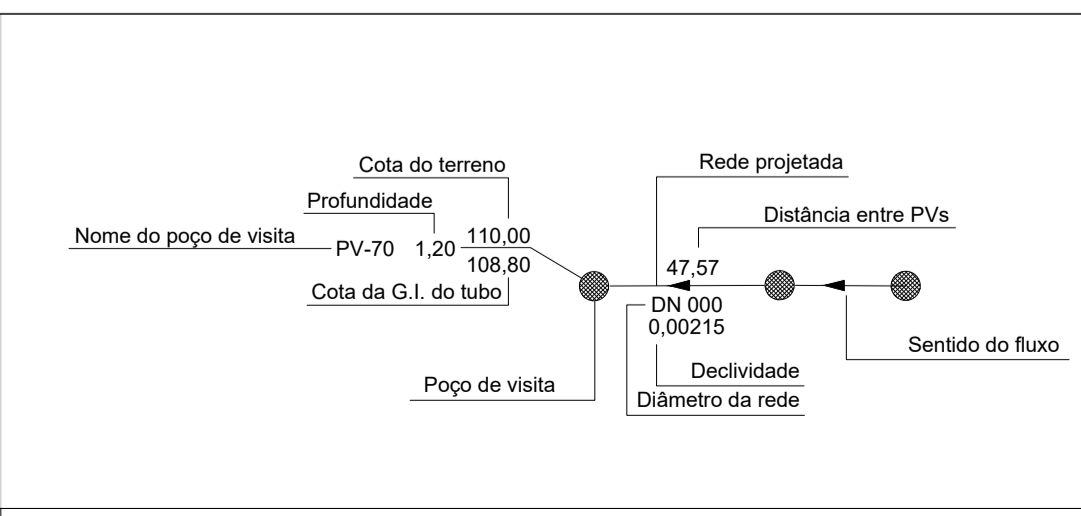 Cota do terreno
Rede projetada
Profundidade
Distância entre PVs
Nome do poço de visita
PV-70 1,20 110,00
108,80
47,57
Cota da G.I. do tubo
DN 000
0,00215
Sentido do fluxo
Declividade
Poço de visita
Diâmetro da rede